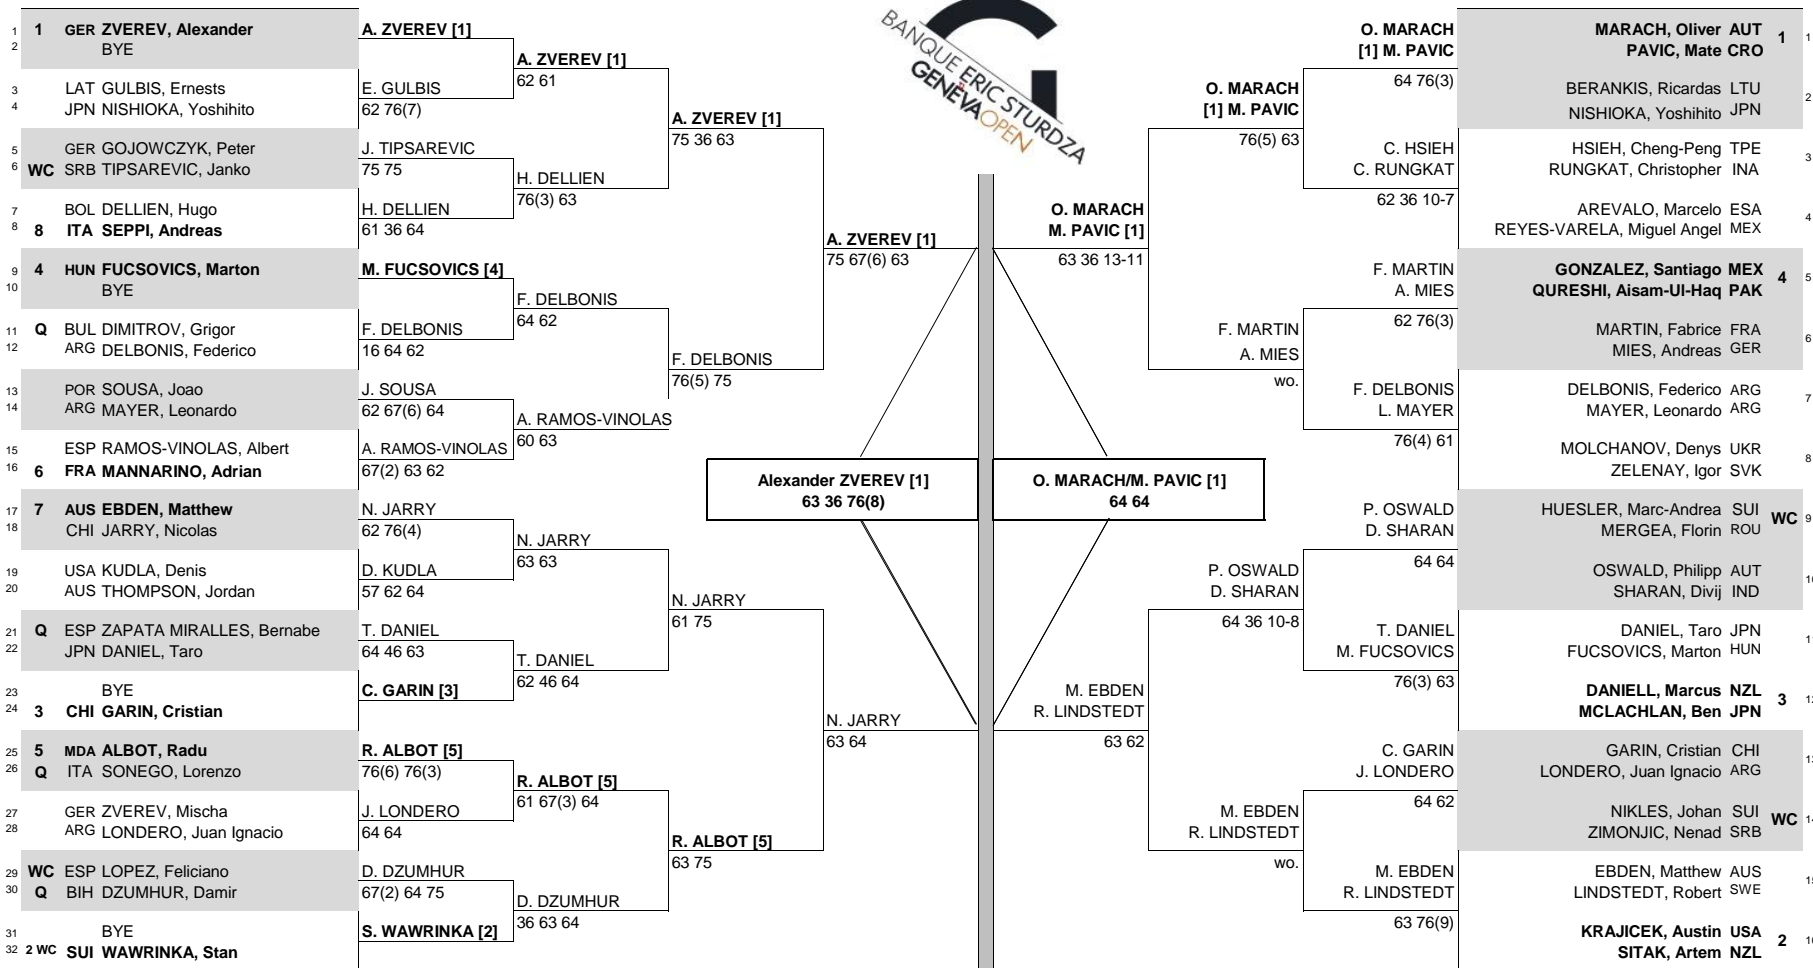 1
1 GER ZVEREV, Alexander
2
BYE
3
LAT GULBIS, Ernests
4
JPN NISHIOKA, Yoshihito
5
GER GOJOWCZYK, Peter
6
WC SRB TIPSAREVIC, Janko
7
BOL DELLIEN, Hugo
8
8 ITA SEPPI, Andreas
9
4 HUN FUCSOVICS, Marton
10
BYE
11
Q BUL DIMITROV, Grigor
12
ARG DELBONIS, Federico
13
POR SOUSA, Joao
14
ARG MAYER, Leonardo
15
ESP RAMOS-VINOLAS, Albert
16
6 FRA MANNARINO, Adrian
17
7 AUS EBDEN, Matthew
18
CHI JARRY, Nicolas
19
USA KUDLA, Denis
20
AUS THOMPSON, Jordan
21
Q ESP ZAPATA MIRALLES, Bernabe
22
JPN DANIEL, Taro
23
BYE
24
3 CHI GARIN, Cristian
25
5 MDA ALBOT, Radu
26
Q ITA SONEGO, Lorenzo
27
GER ZVEREV, Mischa
28
ARG LONDERO, Juan Ignacio
29
WC ESP LOPEZ, Feliciano
30
Q BIH DZUMHUR, Damir
31
BYE
32
2 WC SUI WAWRINKA, Stan
A. ZVEREV [1]
E. GULBIS
62 76(7)
J. TIPSAREVIC
75 75
H. DELLIEN
61 36 64
M. FUCSOVICS [4]
F. DELBONIS
16 64 62
J. SOUSA
62 67(6) 64
A. RAMOS-VINOLAS
67(2) 63 62
N. JARRY
62 76(4)
D. KUDLA
57 62 64
T. DANIEL
64 46 63
C. GARIN [3]
R. ALBOT [5]
76(6) 76(3)
J. LONDERO
64 64
D. DZUMHUR
67(2) 64 75
S. WAWRINKA [2]
A. ZVEREV [1]
62 61
H. DELLIEN
76(3) 63
F. DELBONIS
64 62
A. RAMOS-VINOLAS
60 63
N. JARRY
63 63
T. DANIEL
62 46 64
R. ALBOT [5]
61 67(3) 64
D. DZUMHUR
36 63 64
A. ZVEREV [1]
75 36 63
F. DELBONIS
76(5) 75
N. JARRY
61 75
R. ALBOT [5]
63 75
A. ZVEREV [1]
75 67(6) 63
N. JARRY
63 64
Alexander ZVEREV [1]
63 36 76(8)
BANQUE ERIC STURDZA
GENEVA OPEN
O. MARACH/M. PAVIC [1]
64 64
O. MARACH
M. PAVIC [1]
63 36 13-11
M. EBDEN
R. LINDSTEDT
63 62
O. MARACH
[1] M. PAVIC
76(5) 63
F. MARTIN
A. MIES
wo.
P. OSWALD
D. SHARAN
64 36 10-8
M. EBDEN
R. LINDSTEDT
wo.
O. MARACH
[1] M. PAVIC
64 76(3)
C. HSIEH
C. RUNGKAT
62 36 10-7
F. MARTIN
A. MIES
62 76(3)
F. DELBONIS
L. MAYER
76(4) 61
P. OSWALD
D. SHARAN
64 64
T. DANIEL
M. FUCSOVICS
76(3) 63
C. GARIN
J. LONDERO
64 62
M. EBDEN
R. LINDSTEDT
63 76(9)
MARACH, Oliver AUT
1 1
PAVIC, Mate CRO
BERANKIS, Ricardas LTU
2
NISHIOKA, Yoshihito JPN
HSIEH, Cheng-Peng TPE
3
RUNGKAT, Christopher INA
AREVALO, Marcelo ESA
4
REYES-VARELA, Miguel Angel MEX
GONZALEZ, Santiago MEX
4 5
QURESHI, Aisam-Ul-Haq PAK
MARTIN, Fabrice FRA
6
MIES, Andreas GER
DELBONIS, Federico ARG
7
MAYER, Leonardo ARG
MOLCHANOV, Denys UKR
8
ZELENAY, Igor SVK
HUESLER, Marc-Andrea SUI
WC 9
MERGEA, Florin ROU
OSWALD, Philipp AUT
SHARAN, Divij IND
DANIEL, Taro JPN
FUCSOVICS, Marton HUN
DANIELL, Marcus NZL
3
MCLACHLAN, Ben JPN
GARIN, Cristian CHI
LONDERO, Juan Ignacio ARG
NIKLES, Johan SUI
WC
ZIMONJIC, Nenad SRB
EBDEN, Matthew AUS
LINDSTEDT, Robert SWE
KRAJICEK, Austin USA
2
SITAK, Artem NZL